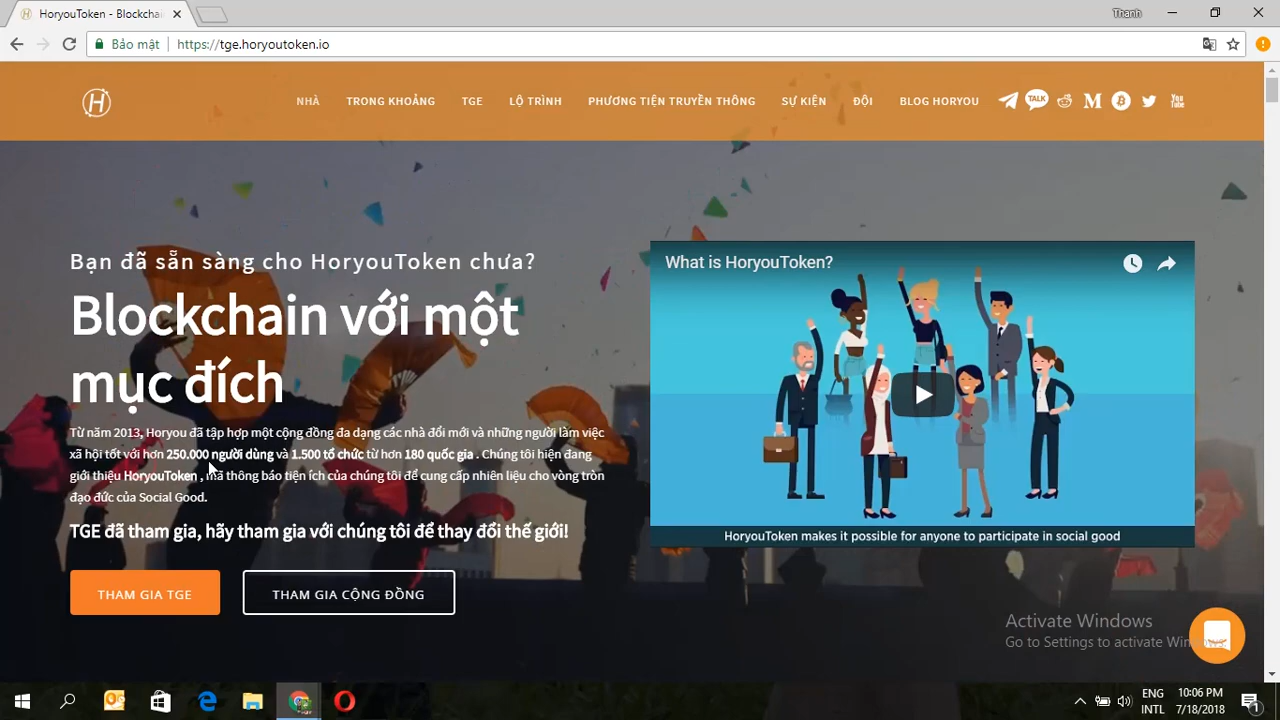 HoryouToken - Blockchai
Thanh
Bảo mật
https://tge.horyoutoken.io
H
NHÀ
TRONG KHOẢNG
TGE
LỘ TRÌNH
PHƯƠNG TIỆN TRUYỀN THÔNG
SỰ KIỆN
ĐỘI
BLOG HORYOU
TALK
You
Tube
Bạn đã sẵn sàng cho HoryouToken chưa?
Blockchain với một
mục đích
Từ năm 2013, Horyou đã tập hợp một cộng đồng đa dạng các nhà đổi mới và những người làm việc
xã hội tốt với hơn 250.000 người dùng và 1.500 tổ chức từ hơn 180 quốc gia . Chúng tôi hiện đang
giới thiệu HoryouToken , mã thông báo tiện ích của chúng tôi để cung cấp nhiên liệu cho vòng tròn
đạo đức của Social Good.
TGE đã tham gia, hãy tham gia với chúng tôi để thay đổi thế giới!
THAM GIA TGE
THAM GIA CỘNG ĐỒNG
What is HoryouToken?
HoryouToken makes it possible for anyone to participate in social good
Activate Windows
Go to Settings to activate Windows.
ENG
INTL
10:06 PM
7/18/2018
1